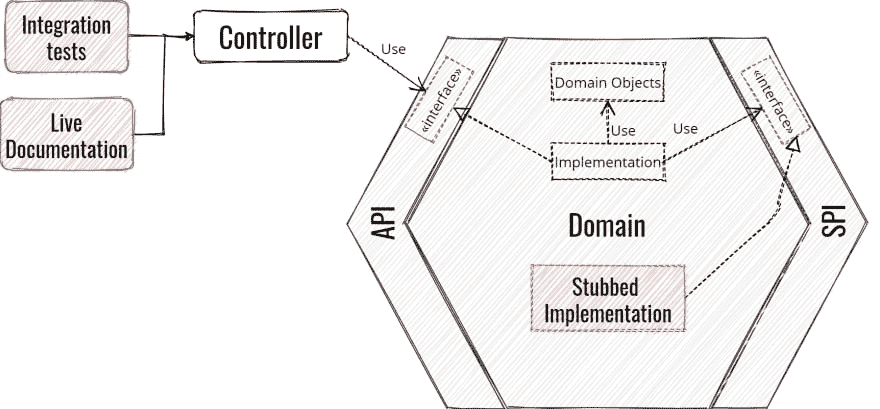 Integration
tests
Controller
Use
Live
Documentation
«interface»
Domain Objects
«interface»
Use
Use
Implementation
API
Domain
SPI
Stubbed
Implementation